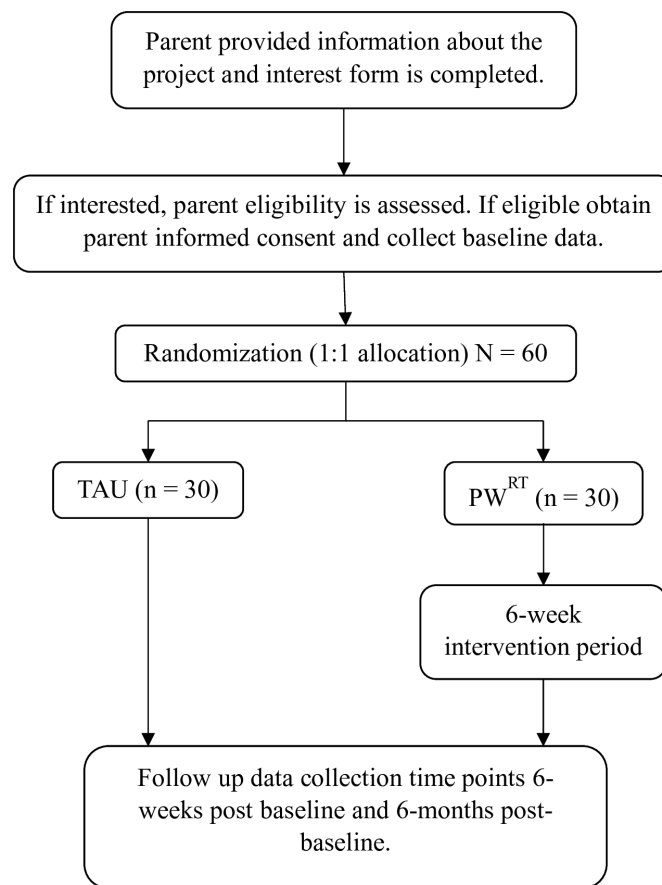 Parent provided information about the
project and interest form is completed.
If interested, parent eligibility is assessed. If eligible obtain
parent informed consent and collect baseline data.
Randomization (1:1 allocation) N = 60
TAU (n = 30)
PW^RT (n = 30)
6-week
intervention period
Follow up data collection time points 6-
weeks post baseline and 6-months post-
baseline.